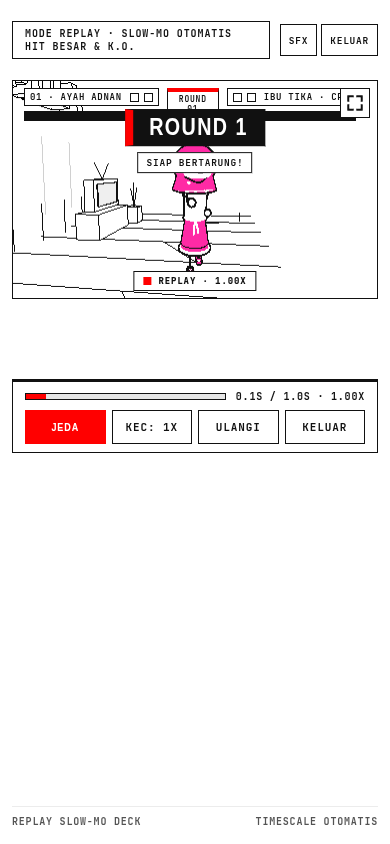 MODE REPLAY · SLOW-MO OTOMATIS
HIT BESAR & K.O.
SFX
KELUAR
01 · AYAH ADNAN
ROUND
01
IBU TIKA ·
ROUND 1
SIAP BERTARUNG!
REPLAY · 1.00X
0.1S / 1.0S · 1.00X
JEDA
KEC: 1X
ULANGI
KELUAR
REPLAY SLOW-MO DECK
TIMESCALE OTOMATIS